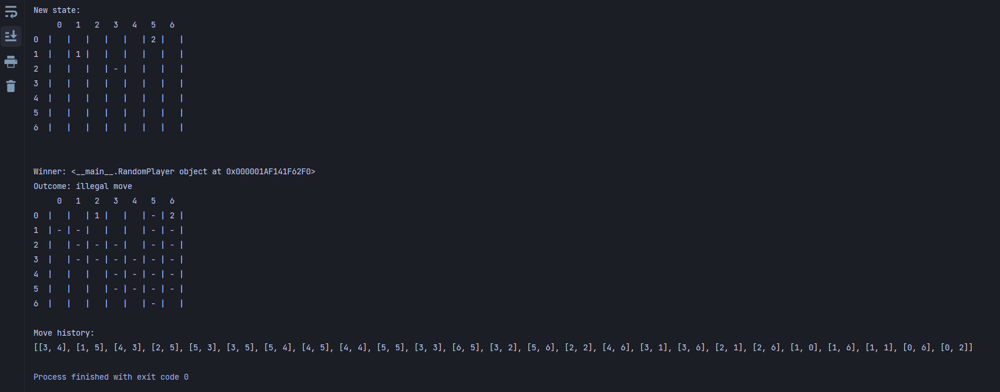 New state:
     0   1   2   3   4   5   6
0  |   |   |   |   |   | 2 |   |
1  |   | 1 |   |   |   |   |   |
2  |   |   |   | - |   |   |   |
3  |   |   |   |   |   |   |   |
4  |   |   |   |   |   |   |   |
5  |   |   |   |   |   |   |   |
6  |   |   |   |   |   |   |   |
Winner: <__main__.RandomPlayer object at 0x000001AF141F62F0>
Outcome: illegal move
     0   1   2   3   4   5   6
0  |   |   | 1 |   |   | - | 2 |
1  | - | - |   |   |   | - | - |
2  |   | - | - | - |   | - | - |
3  |   | - | - | - | - | - | - |
4  |   |   |   | - | - | - | - |
5  |   |   |   | - | - | - | - |
6  |   |   |   |   |   | - |   |
Move history:
[[3, 4], [1, 5], [4, 3], [2, 5], [5, 3], [3, 5], [5, 4], [4, 5], [4, 4], [5, 5], [3, 3], [6, 5], [3, 2], [5, 6], [2, 2], [4, 6], [3, 1], [3, 6], [2, 1], [2, 6], [1, 0], [1, 6], [1, 1], [0, 6], [0, 2]]
Process finished with exit code 0